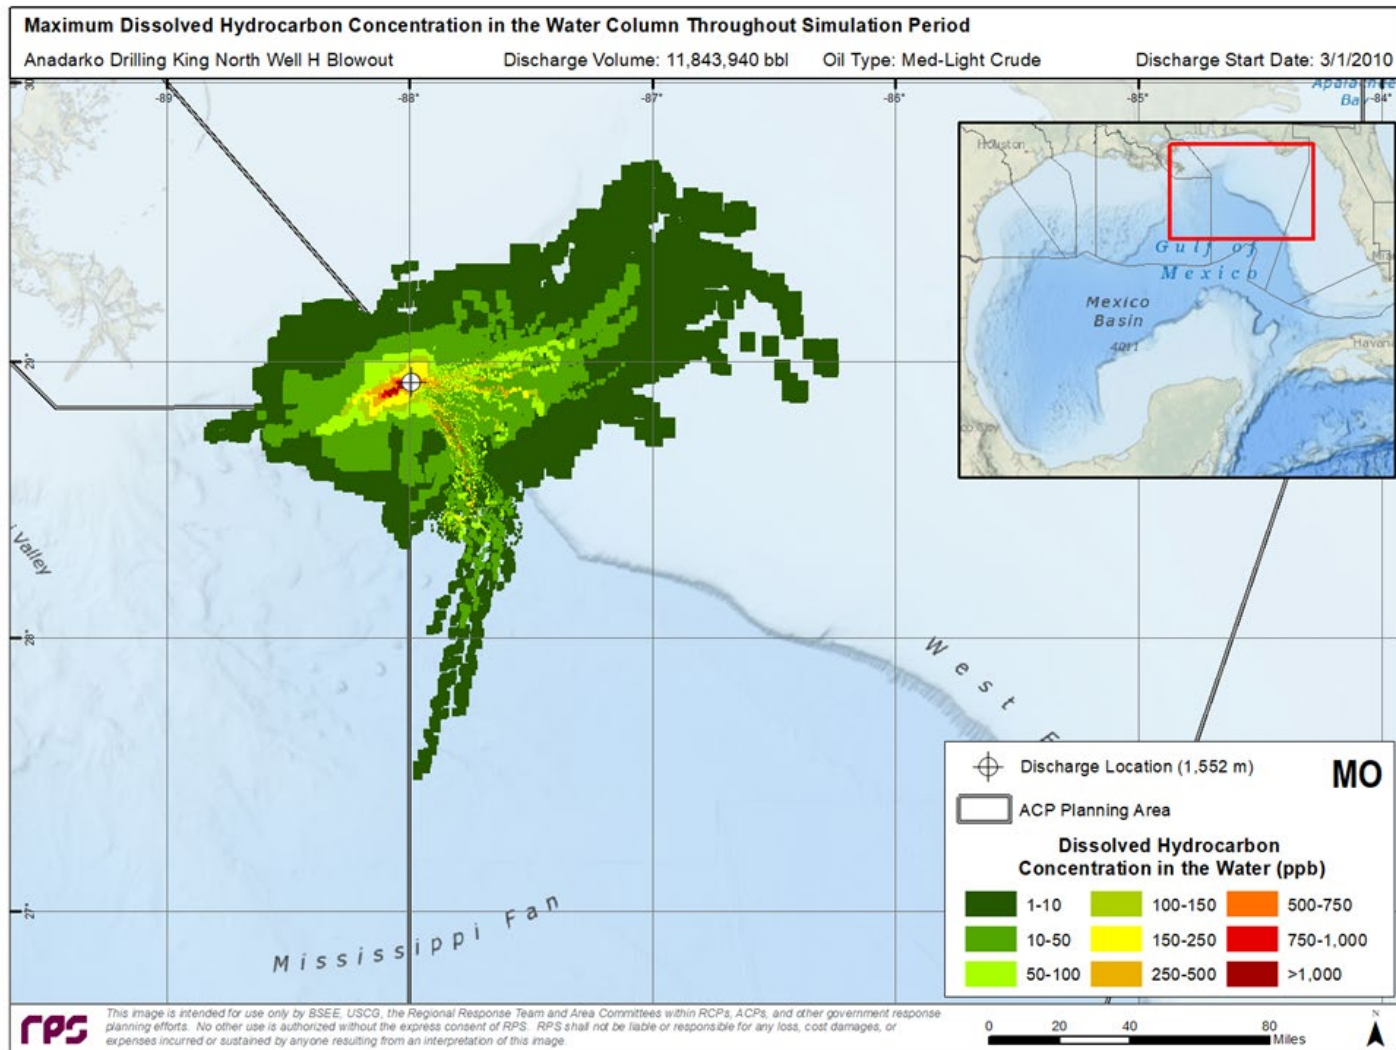 Maximum Dissolved Hydrocarbon Concentration in the Water Column Throughout Simulation Period
Anadarko Drilling King North Well H Blowout Discharge Volume: 11,843,940 bbl Oil Type: Med-Light Crude Discharge Start Date: 3/1/2010
30
-89 -88° -87° -86° -85° -84°
Apalachee
Bay
Houston
Gulf of
Mexico
Mexico
Basin
Havana
29°
Valley
28°
West
27°
Mississippi Fan
Discharge Location (1,552 m) MO
ACP Planning Area
Dissolved Hydrocarbon
Concentration in the Water (ppb)
1-10 100-150 500-750
10-50 150-250 750-1,000
50-100 250-500 >1,000
rps
This image is intended for use only by BSEE, USCG, the Regional Response Team and Area Committees within RCPs, ACPs, and other government response
planning efforts. No other use is authorized without the express consent of RPS. RPS shall not be liable or responsible for any loss, cost damages, or
expenses incurred or sustained by anyone resulting from an interpretation of this image.
0 20 40 80
Miles
N